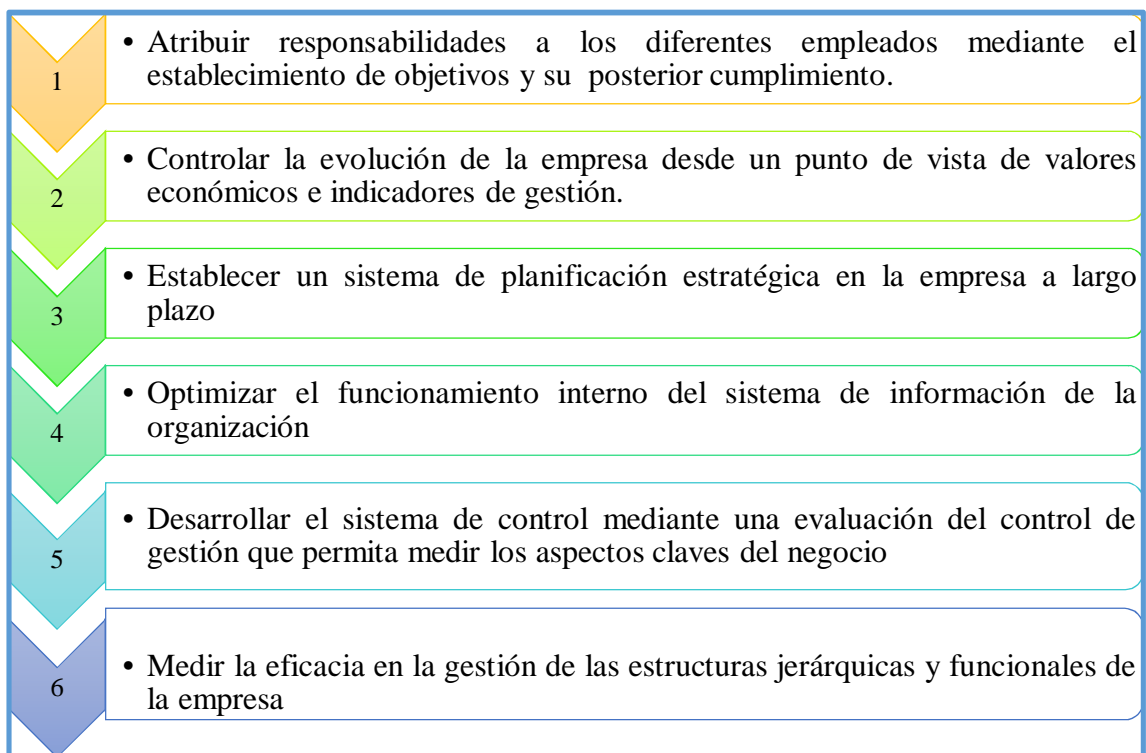 1
• Atribuir responsabilidades a los diferentes empleados mediante el
establecimiento de objetivos y su posterior cumplimiento.
2
• Controlar la evolución de la empresa desde un punto de vista de valores
económicos e indicadores de gestión.
3
• Establecer un sistema de planificación estratégica en la empresa a largo
plazo
4
• Optimizar el funcionamiento interno del sistema de información de la
organización
5
• Desarrollar el sistema de control mediante una evaluación del control de
gestión que permita medir los aspectos claves del negocio
6
• Medir la eficacia en la gestión de las estructuras jerárquicas y funcionales de
la empresa